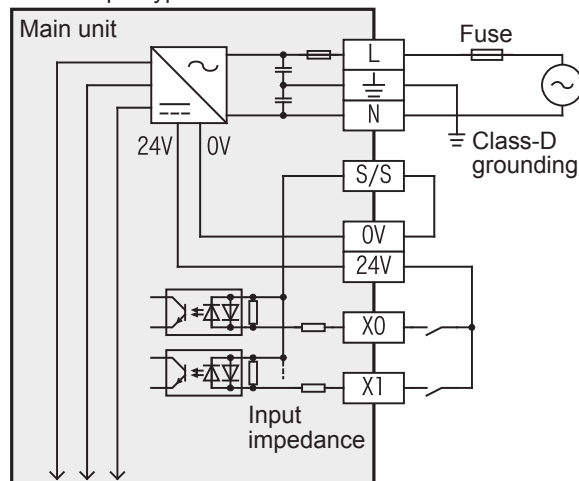 Main unit
L
Fuse
N
24V 0V
Class-D
grounding
S/S
0V
24V
X0
X1
Input
impedance